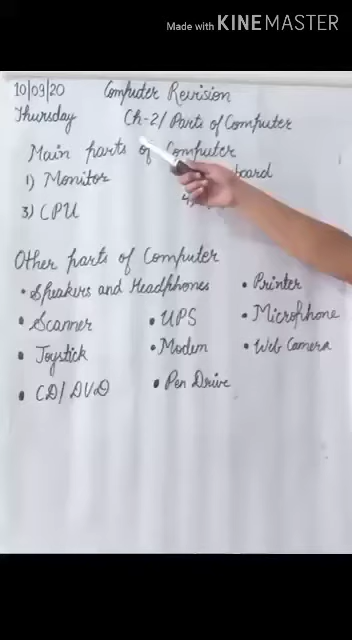 Made with KINEMASTER
10/09/20 Computer Revision
Thursday Ch-2/ Parts of Computer
Main parts of Computer
1) Monitor board
3) CPU 4)
Other parts of Computer
• Speakers and Headphones • Printer
• Scanner • UPS • Microphone
• Joystick • Modem • Web Camera
• CD/DVD • Pen Drive